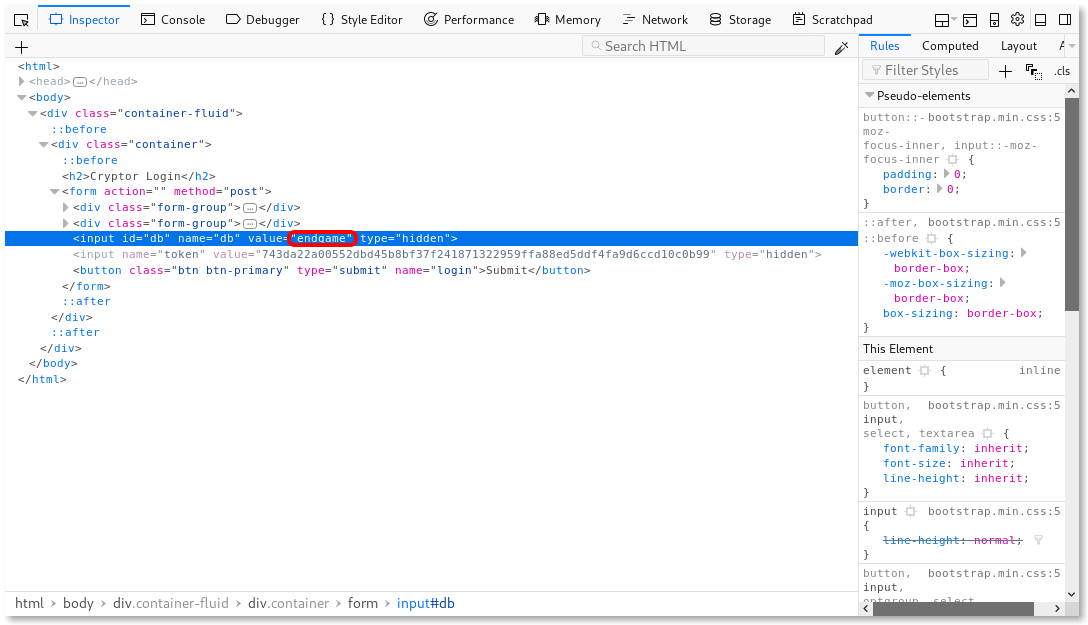 Inspector Console Debugger Style Editor Performance Memory Network Storage Scratchpad
Search HTML
<html>
<head>…</head>
<body>
<div class="container-fluid">
::before
<div class="container">
::before
<h2>Cryptor Login</h2>
<form action="" method="post">
<div class="form-group">…</div>
<div class="form-group">…</div>
<input id="db" name="db" value="endgame" type="hidden">
<input name="token" value="743da22a00552dbd45b8bf37f241871322959ffa88ed5ddf4fa9d6ccd10c0b99" type="hidden">
<button class="btn btn-primary" type="submit" name="login">Submit</button>
</form>
::after
</div>
::after
</div>
</body>
</html>
html > body > div.container-fluid > div.container > form > input#db
Rules Computed Layout
Filter Styles + .cls
Pseudo-elements
button::- bootstrap.min.css:5
moz-
focus-inner, input::-moz-
focus-inner {
padding: 0;
border: 0;
}
::after, bootstrap.min.css:5
::before {
-webkit-box-sizing:
border-box;
-moz-box-sizing:
border-box;
box-sizing: border-box;
}
This Element
element { inline
}
button, bootstrap.min.css:5
input,
select, textarea {
font-family: inherit;
font-size: inherit;
line-height: inherit;
}
input bootstrap.min.css:5
{
line-height: normal;
}
button, bootstrap.min.css:5
input,
optgroup, select,